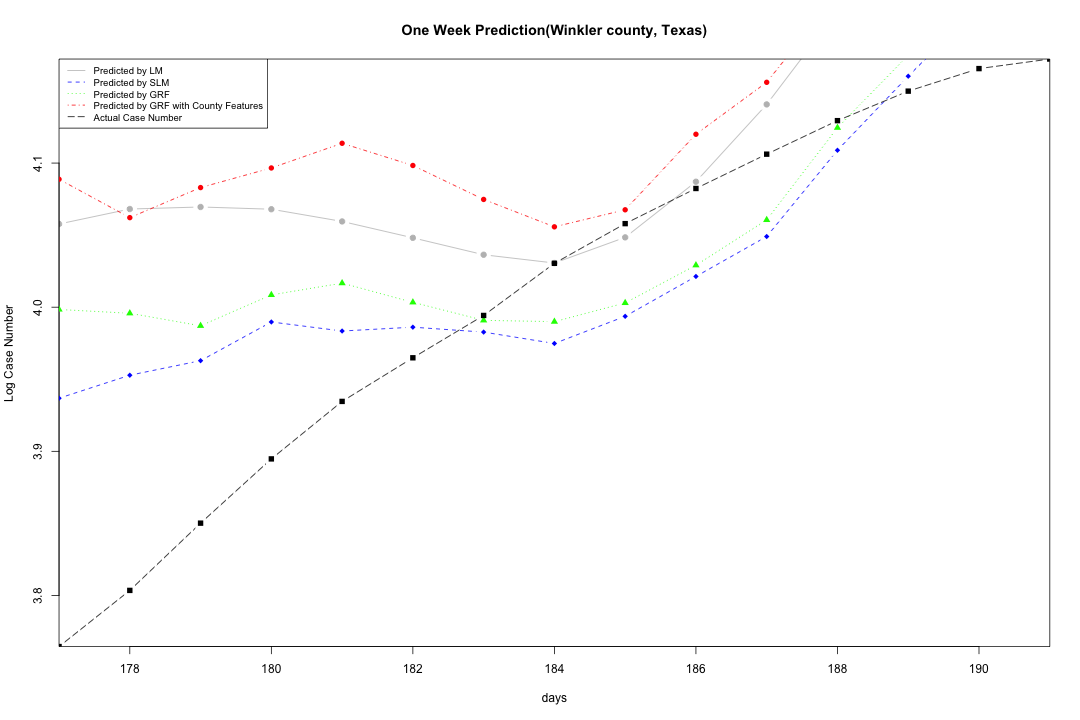 One Week Prediction(Winkler county, Texas)
Predicted by LM
Predicted by SLM
Predicted by GRF
Predicted by GRF with County Features
Actual Case Number
4.1
4.0
3.9
3.8
Log Case Number
178 180 182 184 186 188 190
days